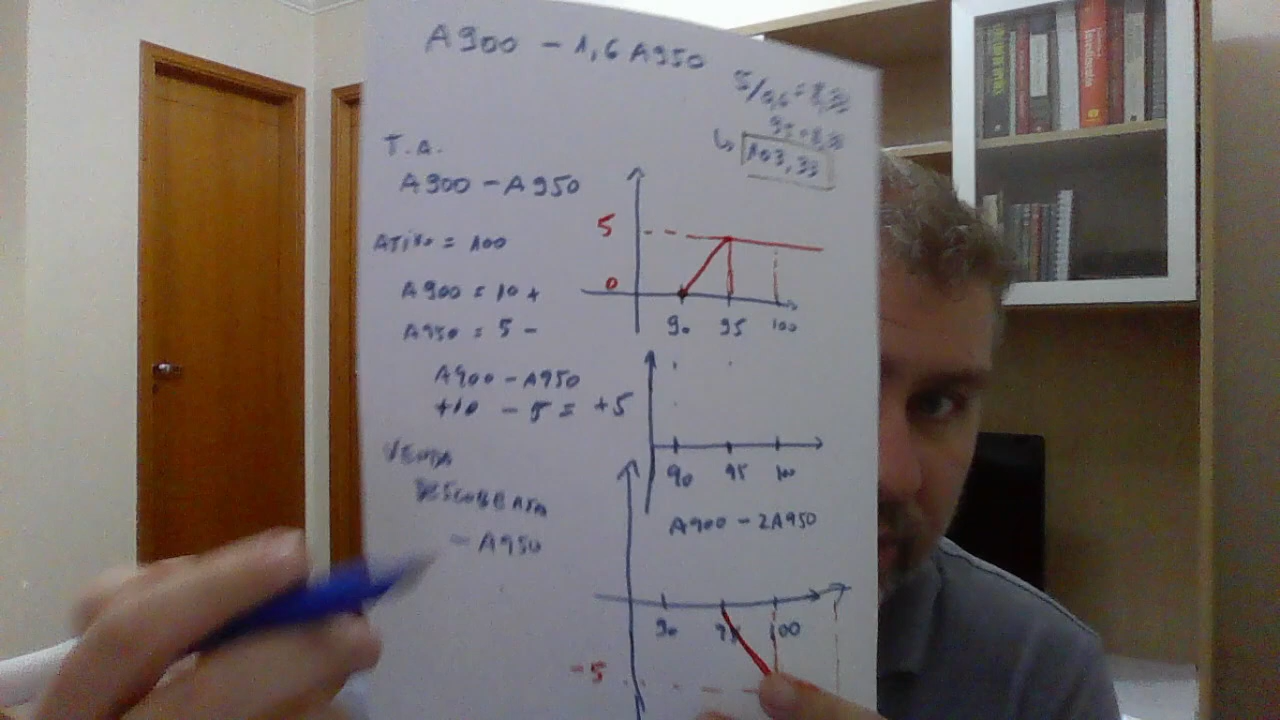 A900 - 1,6 A950
5/0,6 = 8,33
95 + 8,33
103,33
T.A.
A900 - A950
ATIVO = 100
A900 = 10 +
A950 = 5 -
A900 - A950
+10 - 5 = +5
VENDA
DESCOBERTA
- A950
5
0
90 95 100
90 95 100
A900 - 2A950
90 95 100
-5